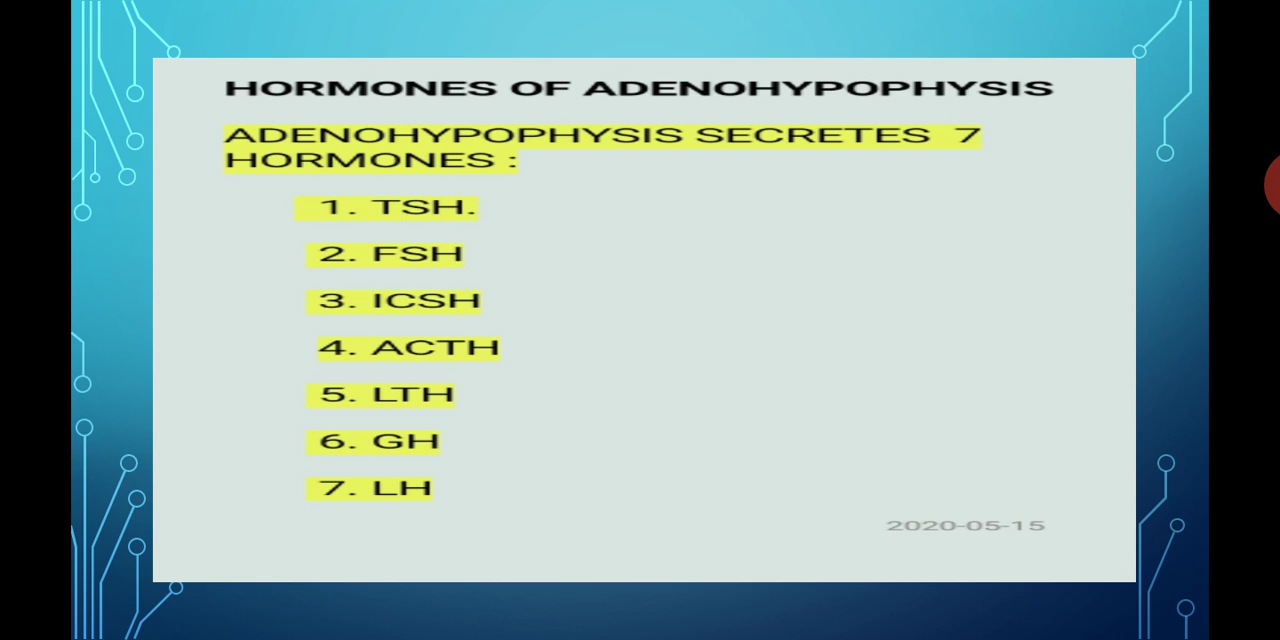 HORMONES OF ADENOHYPOPHYSIS
ADENOHYPOPHYSIS SECRETES 7
HORMONES :
1. TSH.
2. FSH
3. ICSH
4. ACTH
5. LTH
6. GH
7. LH
2020-05-15